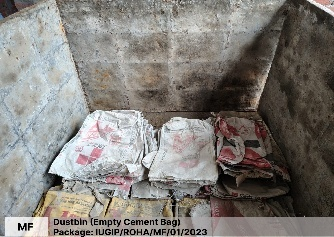 MF
Dustbin (Empty Cement Bag)
Package: IUGIP/ROHA/MF/01/2023